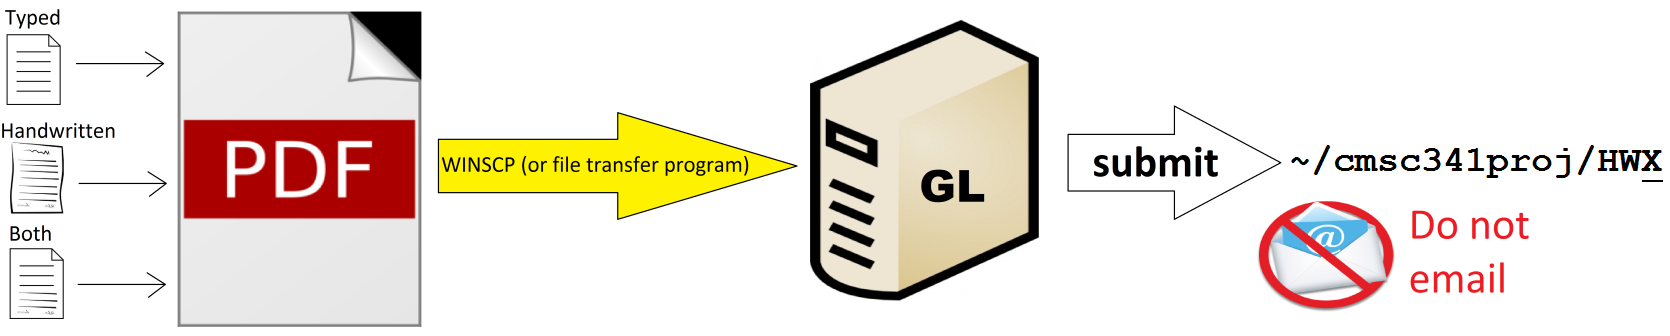 Typed
Handwritten
Both
PDF
WINSCP (or file transfer program)
GL
submit
~/cmsc341proj/HWX
@
Do not
email